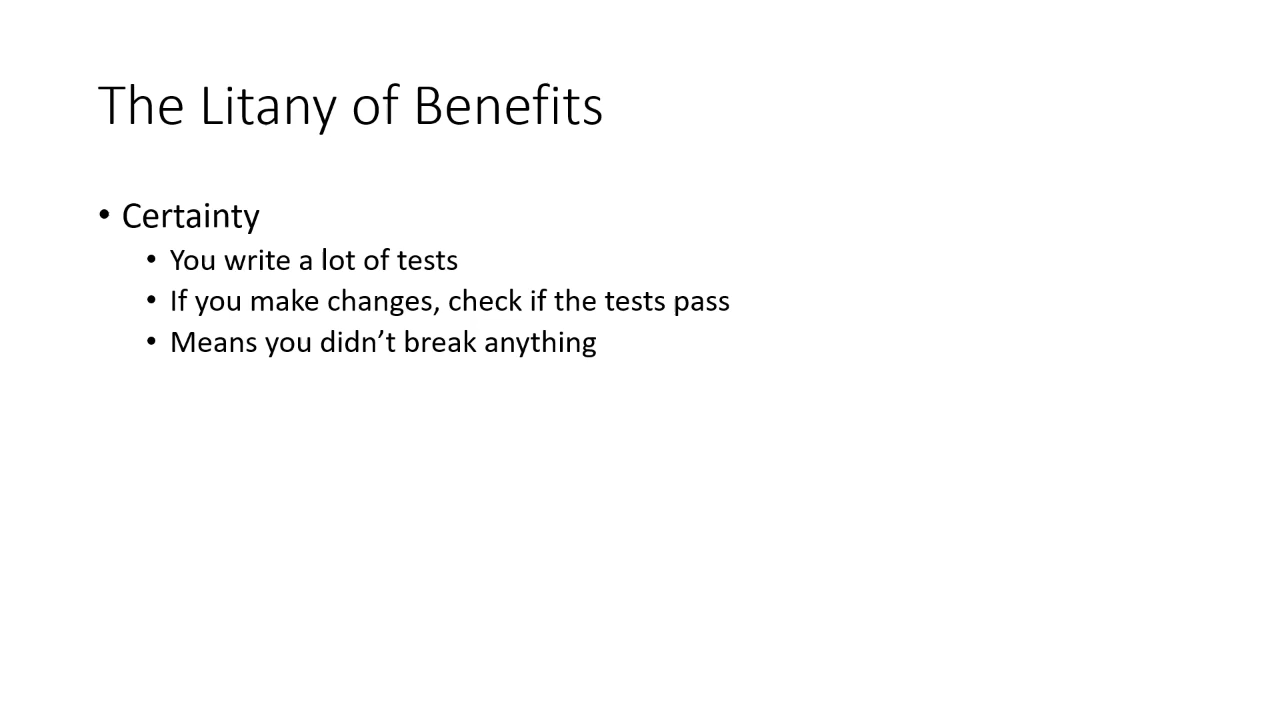 The Litany of Benefits
• Certainty
• You write a lot of tests
• If you make changes, check if the tests pass
• Means you didn’t break anything